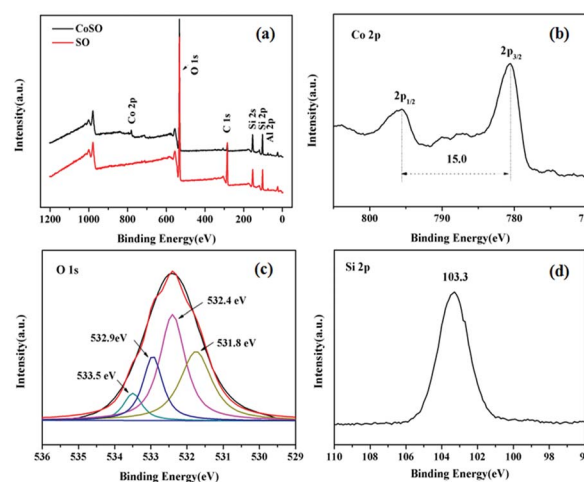 CoSO
SO
(a)
O 1s
Co 2p
C 1s
Si 2s
Si 2p
Al 2p
Intensity(a.u.)
1200 1000 800 600 400 200 0
Binding Energy(eV)
Co 2p
(b)
2p3/2
2p1/2
15.0
Intensity(a.u.)
800 790 780
Binding Energy(eV)
O 1s
(c)
532.4 eV
532.9eV
531.8 eV
533.5 eV
Intensity(a.u.)
536 535 534 533 532 531 530 529
Binding Energy(eV)
Si 2p
(d)
103.3
Intensity(a.u.)
110 108 106 104 102 100 98
Binding Energy(eV)